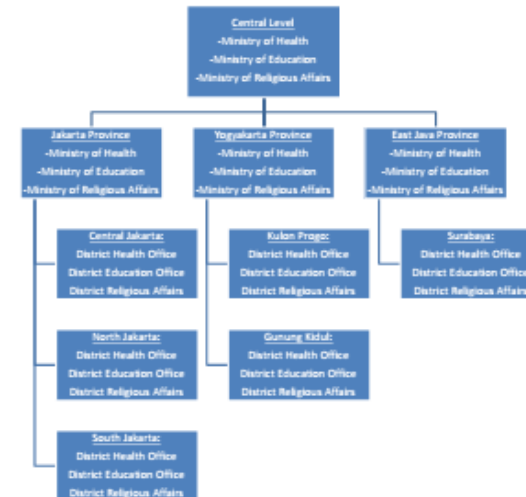 Central Level
-Ministry of Health
-Ministry of Education
-Ministry of Religious Affairs
Jakarta Province
-Ministry of Health
-Ministry of Education
-Ministry of Religious Affairs
Yogyakarta Province
-Ministry of Health
-Ministry of Education
-Ministry of Religious Affairs
East Java Province
-Ministry of Health
-Ministry of Education
-Ministry of Religious Affairs
Central Jakarta:
District Health Office
District Education Office
District Religious Affairs
Kulon Progo:
District Health Office
District Education Office
District Religious Affairs
Surabaya:
District Health Office
District Education Office
District Religious Affairs
North Jakarta:
District Health Office
District Education Office
District Religious Affairs
Gunung Kidul:
District Health Office
District Education Office
District Religious Affairs
South Jakarta:
District Health Office
District Education Office
District Religious Affairs